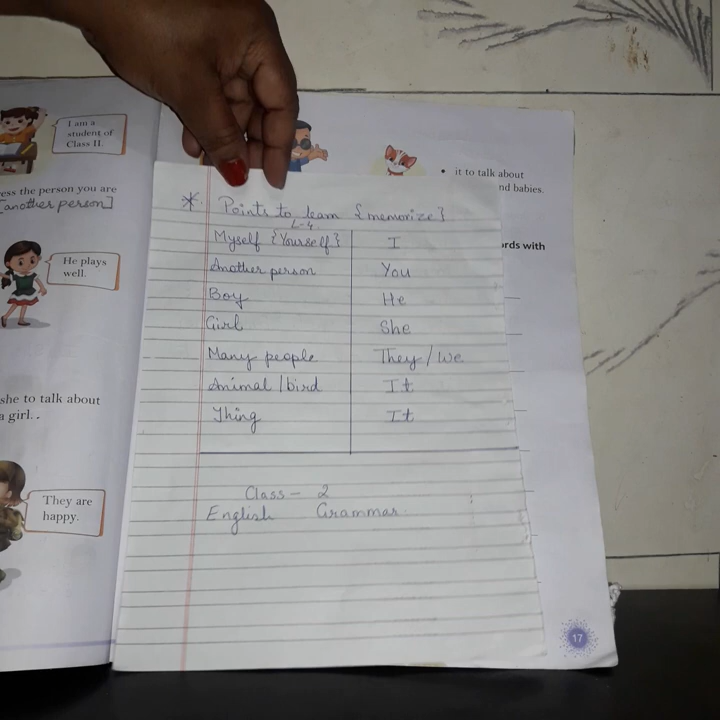 I am a
student of
Class II.
ess the person you are
[another person]
He plays
well.
she to talk about
a girl. .
They are
happy.
• it to talk about
nd babies.
rds with
* Points to learn {memorize}
L-4
Myself {Yourself} I
Another person You
Boy He
Girl She
Many people They/We
Animal/bird It
Thing It
Class - 2
English Grammar
17